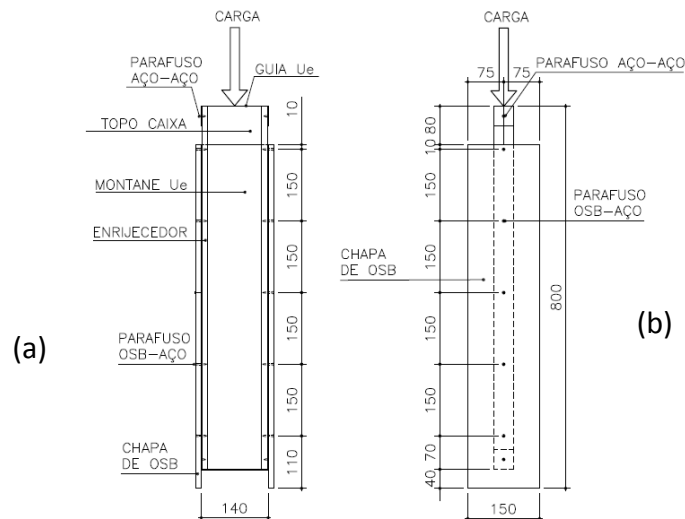 CARGA
PARAFUSO
AÇO-AÇO
GUIA Ue
TOPO CAIXA
MONTANE Ue
ENRIJECEDOR
(a)
PARAFUSO
OSB-AÇO
CHAPA
DE OSB
10
150
150
150
150
110
140
CARGA
75
75
PARAFUSO AÇO-AÇO
80
10
150
150
150
150
70
40
PARAFUSO
OSB-AÇO
CHAPA
DE OSB
800
(b)
150